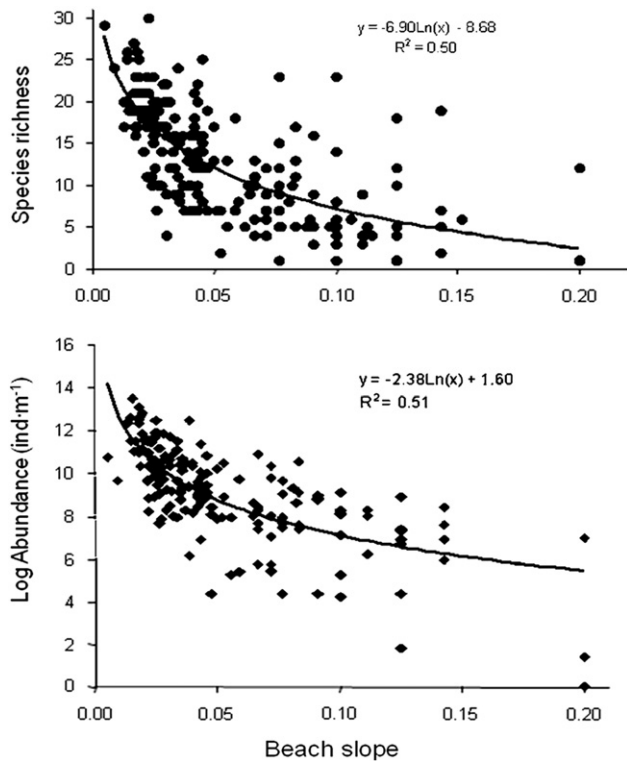 30
25
20
15
10
5
0
Species richness
y = -6.90Ln(x) - 8.68
R² = 0.50
0.00 0.05 0.10 0.15 0.20
16
14
12
10
8
6
4
2
0
Log Abundance (ind·m⁻¹)
y = -2.38Ln(x) + 1.60
R² = 0.51
0.00 0.05 0.10 0.15 0.20
Beach slope